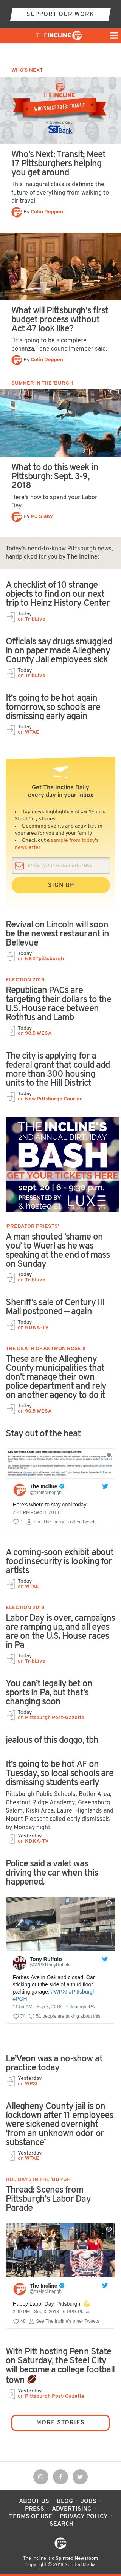 SUPPORT OUR WORK
THE INCLINE
WHO'S NEXT
THE INCLINE
WHO'S NEXT 2018: TRANSIT
S&T Bank
Who's Next: Transit; Meet
17 Pittsburghers helping
you get around
This inaugural class is defining the
future of everything from walking to
air travel.
By Colin Deppen
What will Pittsburgh's first
budget process without
Act 47 look like?
"It's going to be a complete
bonanza," one councilmember said.
By Colin Deppen
SUMMER IN THE 'BURGH
What to do this week in
Pittsburgh: Sept. 3-9,
2018
Here's how to spend your Labor
Day.
By MJ Slaby
Today's need-to-know Pittsburgh news,
handpicked for you by The Incline:
A checklist of 10 strange
objects to find on our next
trip to Heinz History Center
Today
on TribLive
Officials say drugs smuggled
in on paper made Allegheny
County Jail employees sick
Today
on TribLive
It's going to be hot again
tomorrow, so schools are
dismissing early again
Today
on WTAE
Get The Incline Daily
every day in your inbox
• Top news highlights and can't-miss
Steel City stories
• Upcoming events and activities in
your area for you and your family
• Check out a sample from today's
newsletter
enter your email address
SIGN UP
Revival on Lincoln will soon
be the newest restaurant in
Bellevue
Today
on NEXTpittsburgh
ELECTION 2018
Republican PACs are
targeting their dollars to the
U.S. House race between
Rothfus and Lamb
Today
on 90.5 WESA
The city is applying for a
federal grant that could add
more than 300 housing
units to the Hill District
Today
on New Pittsburgh Courier
THE INCLINE'S
2ND ANNUAL BIRTHDAY
BASH
GET YOUR TICKETS HERE
sept. 20 | 6 - 9:30 pm
PRESENTED BY
& hosted by LUXE
'PREDATOR PRIESTS'
A man shouted 'shame on
you' to Wuerl as he was
speaking at the end of mass
on Sunday
Today
on TribLive
Sheriff's sale of Century III
Mall postponed — again
Today
on KDKA-TV
THE DEATH OF ANTWON ROSE II
These are the Allegheny
County municipalities that
don't manage their own
police department and rely
on another agency to do it
Today
on 90.5 WESA
Stay out of the heat
The Incline
@theinclinepgh
Here's where to stay cool today:
2:27 PM - Sep 4, 2018
1 See The Incline's other Tweets
A coming-soon exhibit about
food insecurity is looking for
artists
Today
on WTAE
ELECTION 2018
Labor Day is over, campaigns
are ramping up, and all eyes
are on the U.S. House races
in Pa
Today
on TribLive
You can't legally bet on
sports in Pa, but that's
changing soon
Today
on Pittsburgh Post-Gazette
jealous of this doggo, tbh
It's going to be hot AF on
Tuesday, so local schools are
dismissing students early
Pittsburgh Public Schools, Butler Area,
Chestnut Ridge Academy, Greensburg
Salem, Kiski Area, Laurel Highlands and
Mount Pleasant called early dismissals
by Monday night.
Yesterday
on KDKA-TV
Police said a valet was
driving the car when this
happened.
Tony Ruffolo
@WPXITonyRuffolo
Forbes Ave in Oakland closed. Car
sticking out the side of a third floor
parking garage. #WPXI #Pittsburgh
#PGH
11:55 AM - Sep 3, 2018 · Pittsburgh, PA
74 51 people are talking about this
Le'Veon was a no-show at
practice today
Yesterday
on WPXI
Allegheny County jail is on
lockdown after 11 employees
were sickened overnight
'from an unknown odor or
substance'
Yesterday
on WTAE
HOLIDAYS IN THE 'BURGH
Thread: Scenes from
Pittsburgh's Labor Day
Parade
The Incline
@theinclinepgh
Happy Labor Day, Pittsburgh! 💪
2:49 PM - Sep 3, 2018 · 6 PPG Place
48 See The Incline's other Tweets
With Pitt hosting Penn State
on Saturday, the Steel City
will become a college football
town 🏈
Yesterday
on Pittsburgh Post-Gazette
MORE STORIES
ABOUT US · BLOG · JOBS ·
PRESS · ADVERTISING ·
TERMS OF USE · PRIVACY POLICY ·
SEARCH
The Incline is a Spirited Newsroom
Copyright © 2018 Spirited Media